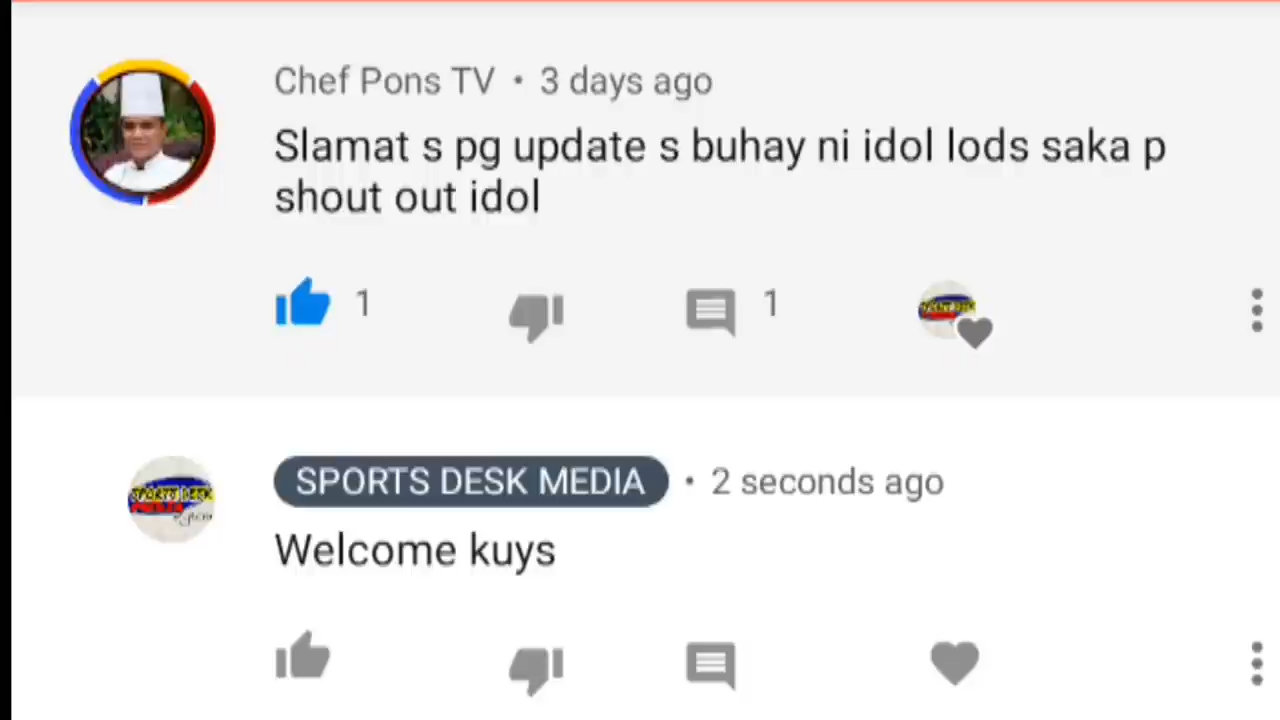 Chef Pons TV • 3 days ago
Slamat s pg update s buhay ni idol lods saka p
shout out idol
1
1
SPORTS DESK MEDIA • 2 seconds ago
Welcome kuys